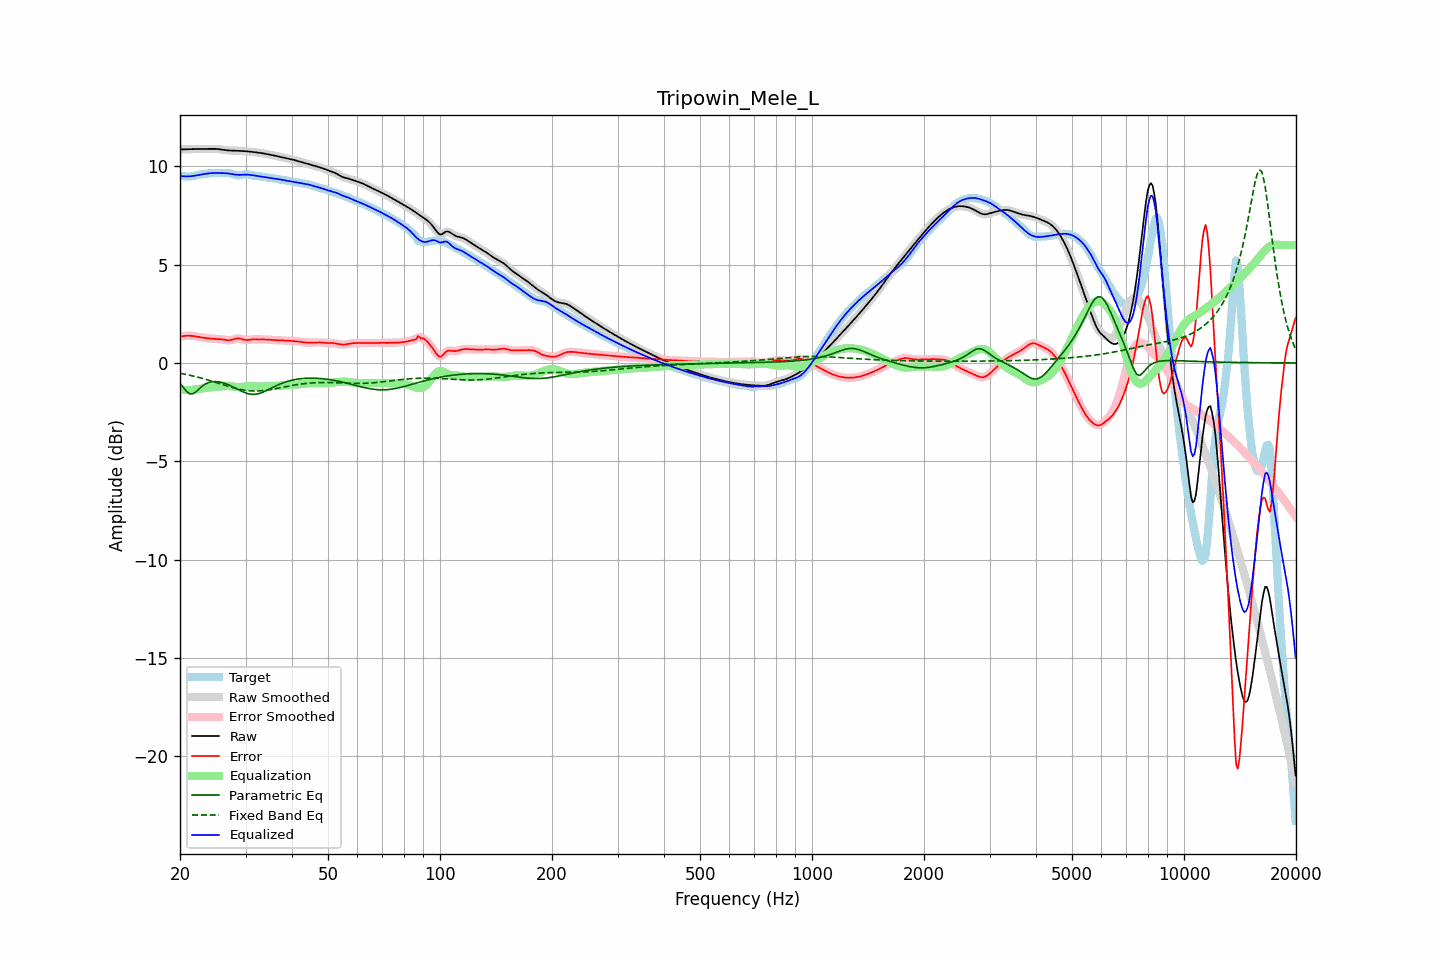 Tripowin_Mele_L
Amplitude (dBr)
10
5
0
−5
−10
−15
−20
Target
Raw Smoothed
Error Smoothed
Raw
Error
Equalization
Parametric Eq
Fixed Band Eq
Equalized
20 50 100 200 500 1000 2000 5000 10000 20000
Frequency (Hz)